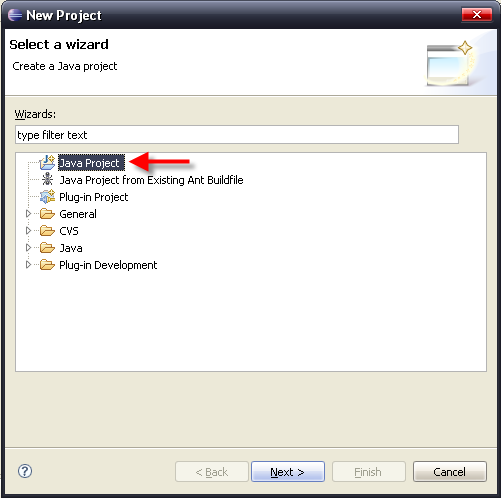 New Project
Select a wizard
Create a Java project
Wizards:
type filter text
Java Project
Java Project from Existing Ant Buildfile
Plug-in Project
General
CVS
Java
Plug-in Development
? < Back Next > Finish Cancel